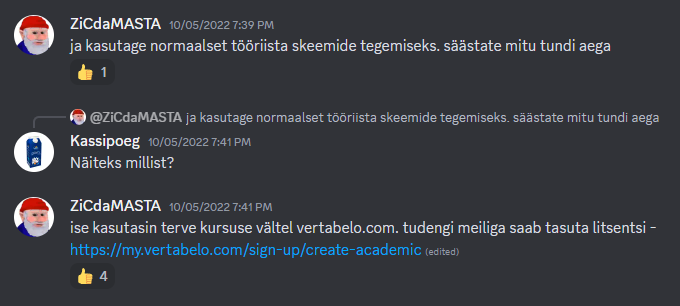 ZiCdaMASTA 10/05/2022 7:39 PM
ja kasutage normaalset tööriista skeemide tegemiseks. säästate mitu tundi aega
👍 1
@ZiCdaMASTA ja kasutage normaalset tööriista skeemide tegemiseks. säästate mitu tundi aega
Kassipoeg 10/05/2022 7:41 PM
Näiteks millist?
ZiCdaMASTA 10/05/2022 7:41 PM
ise kasutasin terve kursuse vältel vertabelo.com. tudengi meiliga saab tasuta litsentsi -
https://my.vertabelo.com/sign-up/create-academic (edited)
👍 4